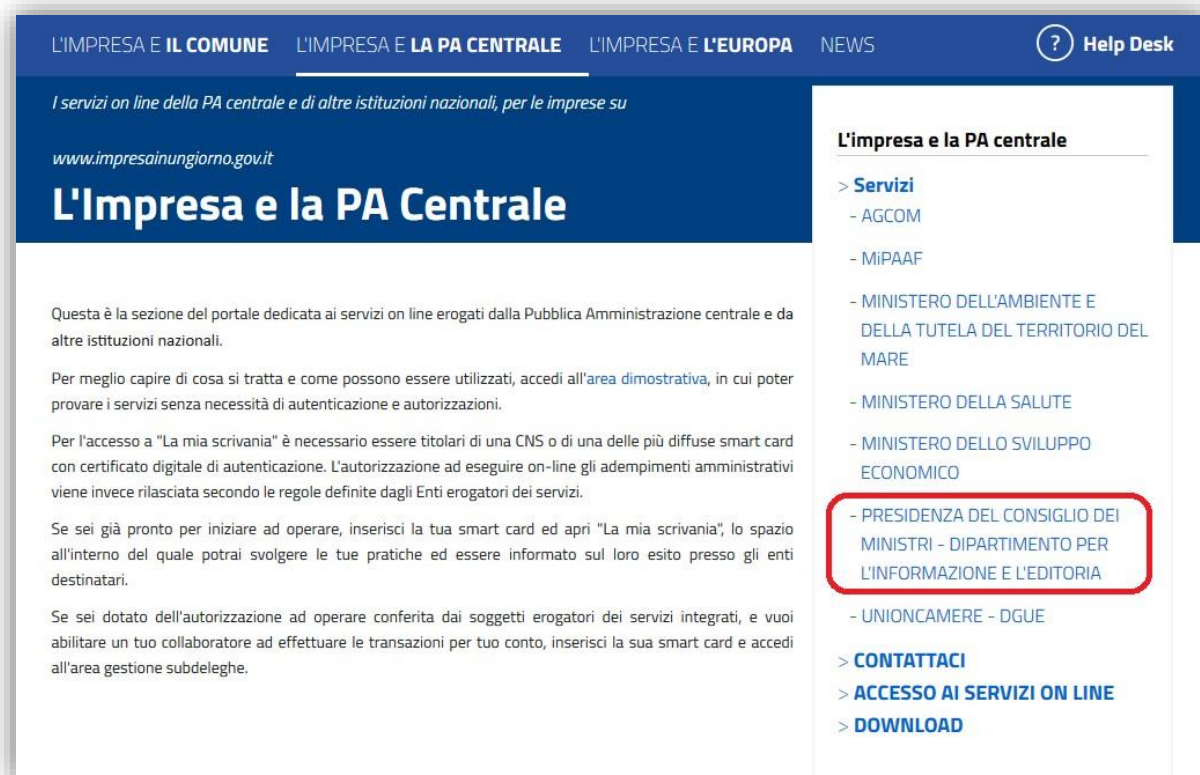 L'IMPRESA E IL COMUNE L'IMPRESA E LA PA CENTRALE L'IMPRESA E L'EUROPA NEWS ? Help Desk
I servizi on line della PA centrale e di altre istituzioni nazionali, per le imprese su
www.impresainungiorno.gov.it
L'Impresa e la PA Centrale
Questa è la sezione del portale dedicata ai servizi on line erogati dalla Pubblica Amministrazione centrale e da
altre istituzioni nazionali.
Per meglio capire di cosa si tratta e come possono essere utilizzati, accedi all'area dimostrativa, in cui poter
provare i servizi senza necessità di autenticazione e autorizzazioni.
Per l'accesso a "La mia scrivania" è necessario essere titolari di una CNS o di una delle più diffuse smart card
con certificato digitale di autenticazione. L'autorizzazione ad eseguire on-line gli adempimenti amministrativi
viene invece rilasciata secondo le regole definite dagli Enti erogatori dei servizi.
Se sei già pronto per iniziare ad operare, inserisci la tua smart card ed apri "La mia scrivania", lo spazio
all'interno del quale potrai svolgere le tue pratiche ed essere informato sul loro esito presso gli enti
destinatari.
Se sei dotato dell'autorizzazione ad operare conferita dai soggetti erogatori dei servizi integrati, e vuoi
abilitare un tuo collaboratore ad effettuare le transazioni per tuo conto, inserisci la sua smart card e accedi
all'area gestione subdeleghe.
L'impresa e la PA centrale
> Servizi
- AGCOM
- MiPAAF
- MINISTERO DELL'AMBIENTE E
DELLA TUTELA DEL TERRITORIO DEL
MARE
- MINISTERO DELLA SALUTE
- MINISTERO DELLO SVILUPPO
ECONOMICO
- PRESIDENZA DEL CONSIGLIO DEI
MINISTRI - DIPARTIMENTO PER
L'INFORMAZIONE E L'EDITORIA
- UNIONCAMERE - DGUE
> CONTATTACI
> ACCESSO AI SERVIZI ON LINE
> DOWNLOAD